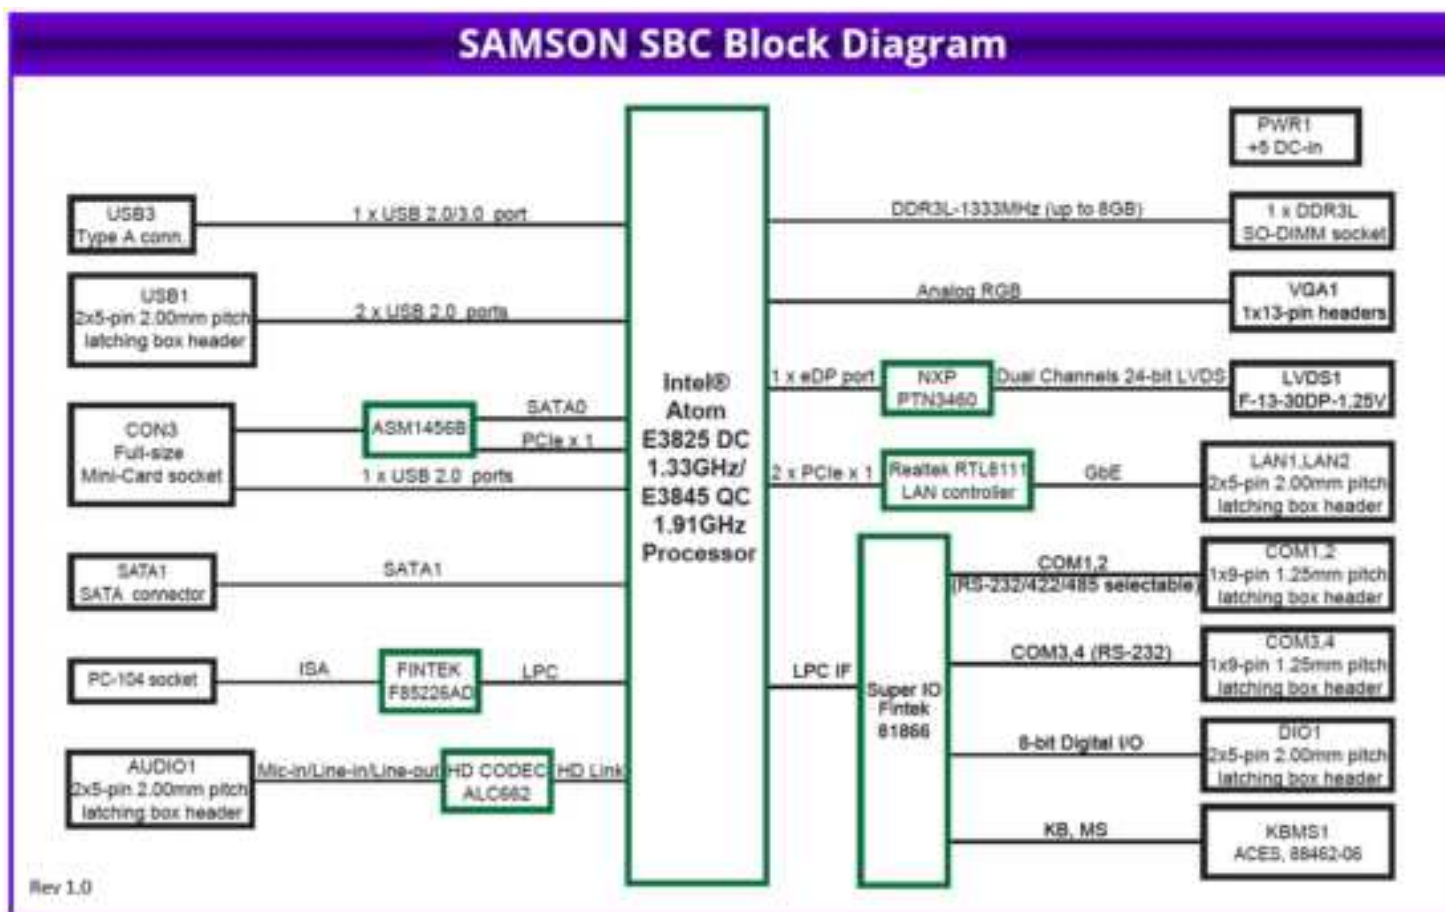 SAMSON SBC Block Diagram
PWR1
+5 DC-in
USB3
Type A conn.
1 x USB 2.0/3.0 port
DDR3L-1333MHz (up to 8GB)
1 x DDR3L
SO-DIMM socket
USB1
2x5-pin 2.00mm pitch
latching box header
2 x USB 2.0 ports
Analog RGB
VGA1
1x13-pin headers
Intel®
Atom
E3825 DC
1.33GHz/
E3845 QC
1.91GHz
Processor
1 x eDP port
NXP
PTN3460
Dual Channels 24-bit LVDS
LVDS1
F-13-30DP-1.25V
CON3
Full-size
Mini-Card socket
ASM1456B
SATA0
PCIe x 1
1 x USB 2.0 ports
2 x PCIe x 1
Realtek RTL8111
LAN controller
GbE
LAN1,LAN2
2x5-pin 2.00mm pitch
latching box header
SATA1
SATA connector
SATA1
COM1,2
(RS-232/422/485 selectable)
COM1,2
1x9-pin 1.25mm pitch
latching box header
PC-104 socket
ISA
FINTEK
F85226AD
LPC
LPC IF
Super IO
Fintek
81866
COM3,4 (RS-232)
COM3,4
1x9-pin 1.25mm pitch
latching box header
AUDIO1
2x5-pin 2.00mm pitch
latching box header
Mic-in/Line-in/Line-out
HD CODEC
ALC662
HD Link
8-bit Digital I/O
DIO1
2x5-pin 2.00mm pitch
latching box header
KB, MS
KBMS1
ACES, 88462-06
Rev 1.0